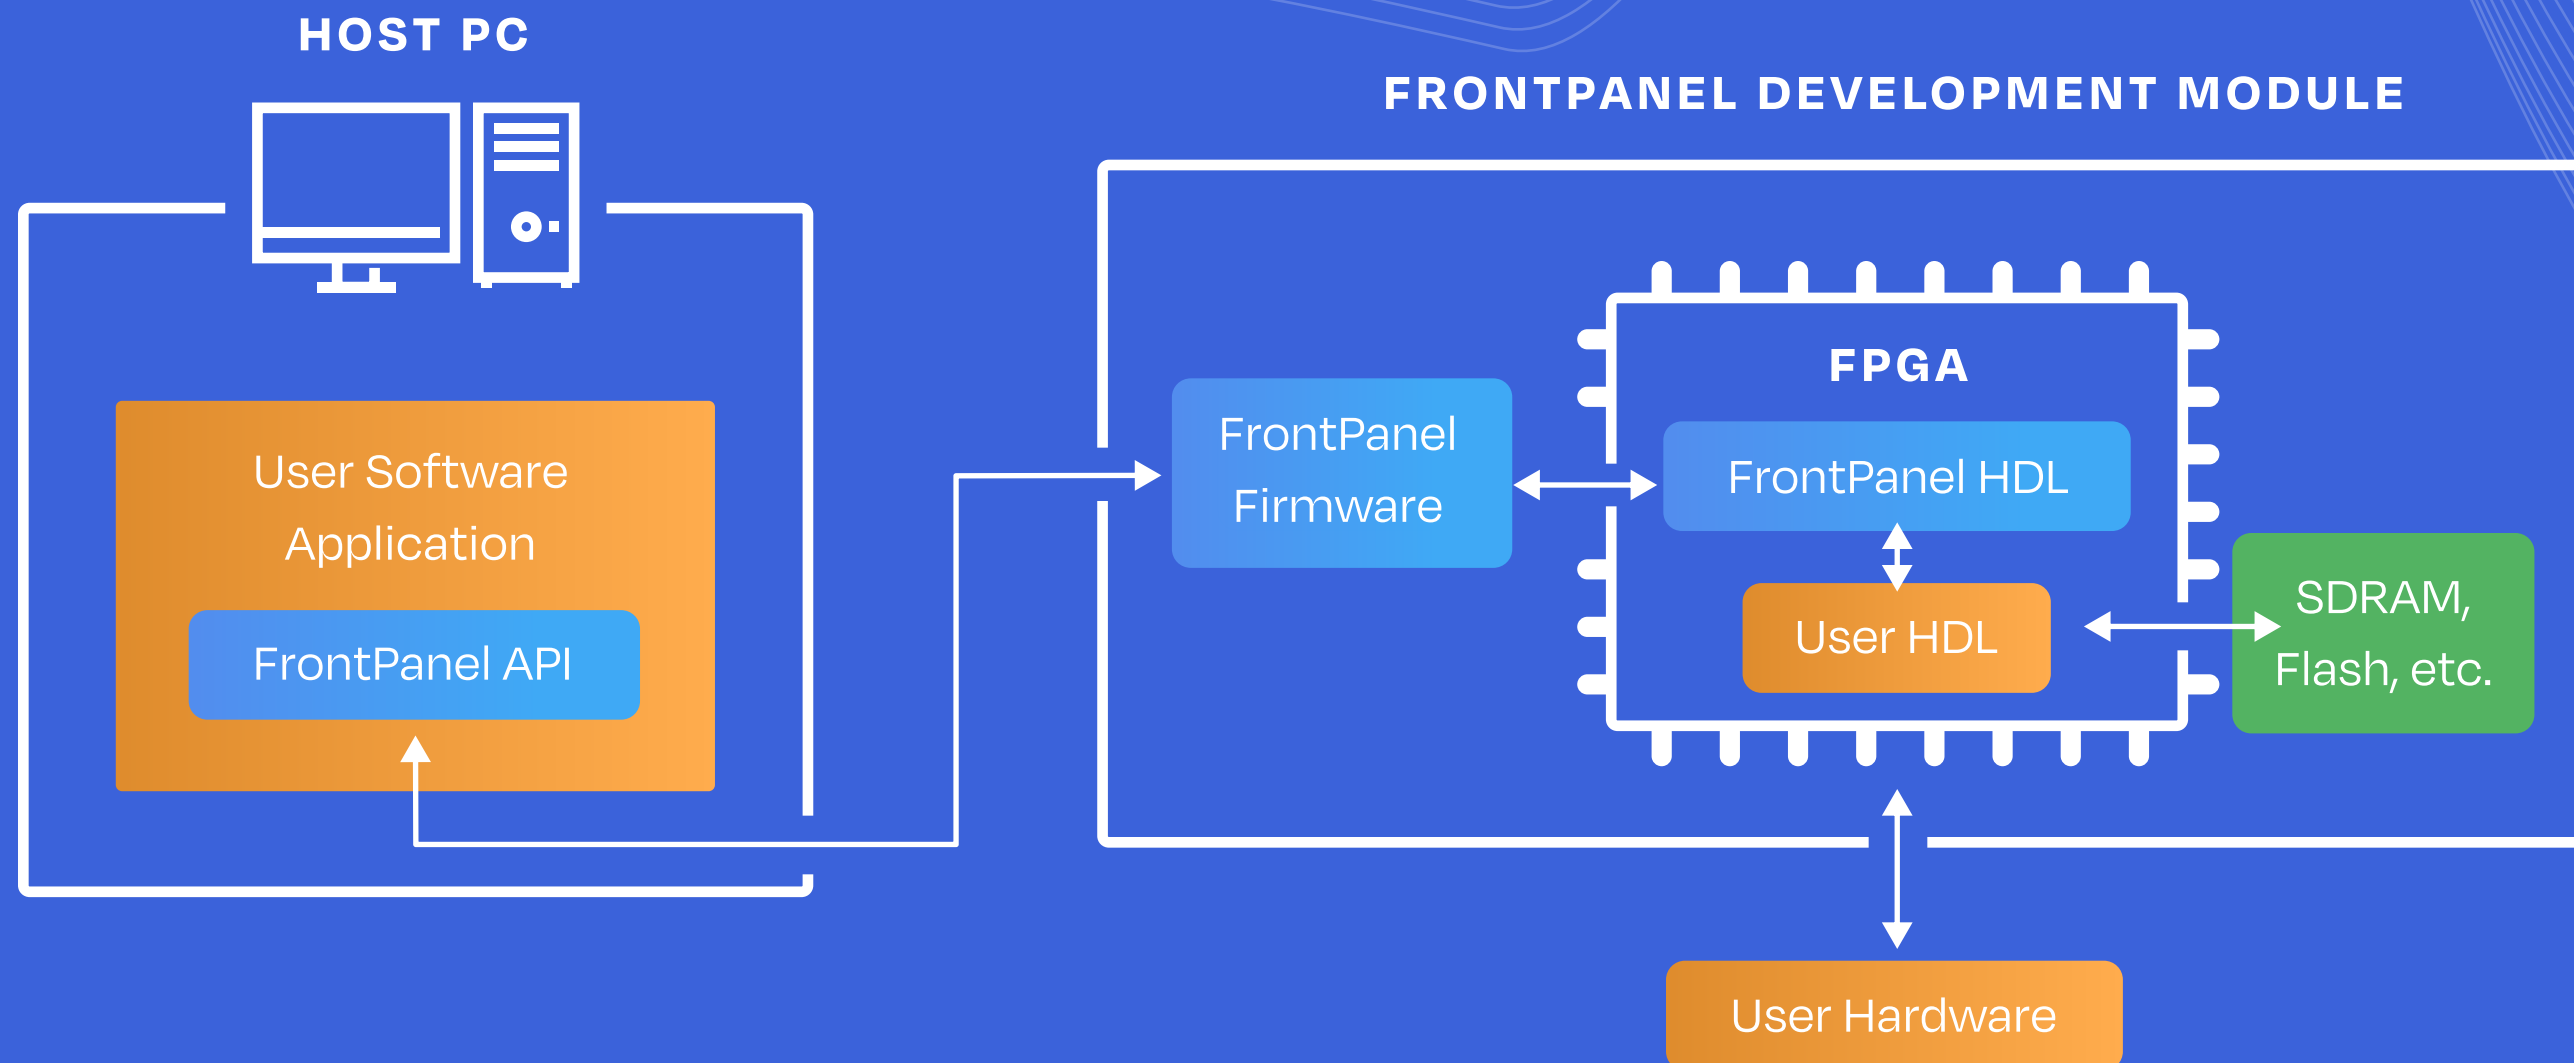 HOST PC
FRONTPANEL DEVELOPMENT MODULE
User Software
Application
FrontPanel API
FrontPanel
Firmware
FPGA
FrontPanel HDL
User HDL
SDRAM,
Flash, etc.
User Hardware